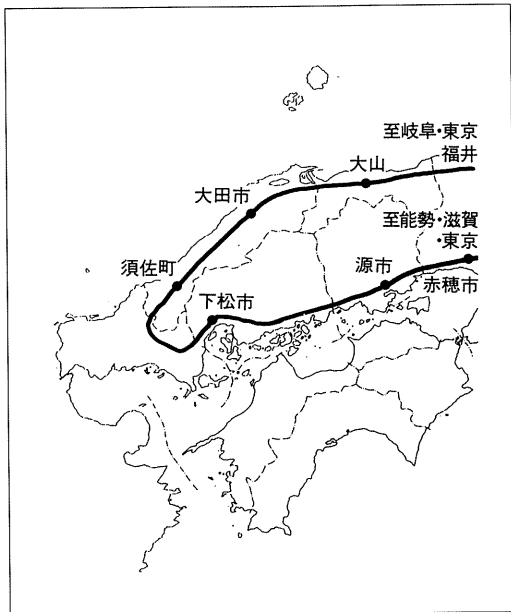 至岐阜・東京
福井
大山
大田市
至能勢・滋賀
・東京
須佐町
源市
下松市
赤穂市